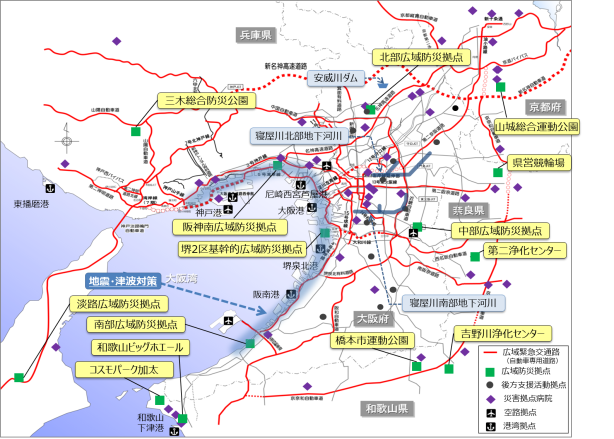 兵庫県
北部広域防災拠点
新名神高速道路
安威川ダム
三木総合防災公園
京都府
山城総合運動公園
寝屋川北部地下河川
県営競輪場
尼崎西宮芦屋港
東播磨港
神戸港
大阪港
奈良県
阪神南広域防災拠点
中部広域防災拠点
堺2区基幹的広域防災拠点
第二浄化センター
堺泉北港
地震・津波対策
大阪湾
阪南港
寝屋川南部地下河川
淡路広域防災拠点
大阪府
南部広域防災拠点
吉野川浄化センター
和歌山ビッグホエール
橋本市運動公園
コスモパーク加太
和歌山
下津港
和歌山県
広域緊急交通路
(自動車専用道路)
広域防災拠点
後方支援活動拠点
災害拠点病院
空路拠点
港湾拠点